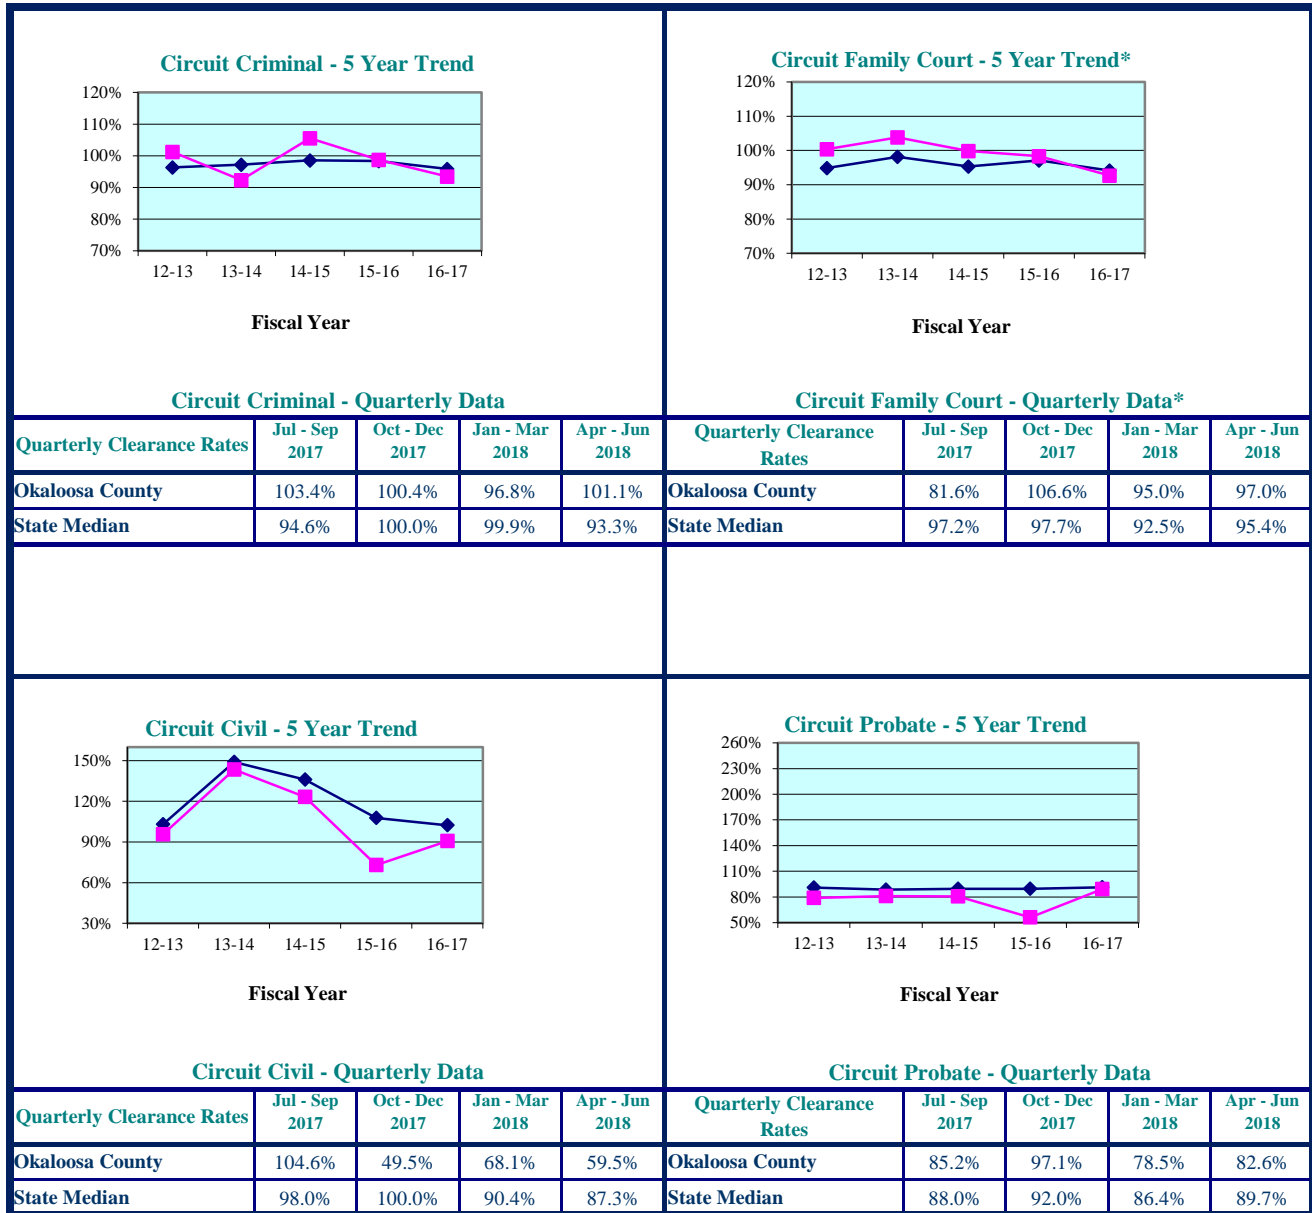 Circuit Criminal - 5 Year Trend
120%
110%
100%
90%
80%
70%
12-13 13-14 14-15 15-16 16-17
Fiscal Year
Circuit Criminal - Quarterly Data
Quarterly Clearance Rates
Jul - Sep 2017
Oct - Dec 2017
Jan - Mar 2018
Apr - Jun 2018
Okaloosa County 103.4% 100.4% 96.8% 101.1%
State Median 94.6% 100.0% 99.9% 93.3%
Circuit Family Court - 5 Year Trend*
120%
110%
100%
90%
80%
70%
12-13 13-14 14-15 15-16 16-17
Fiscal Year
Circuit Family Court - Quarterly Data*
Quarterly Clearance
Rates
Jul - Sep 2017
Oct - Dec 2017
Jan - Mar 2018
Apr - Jun 2018
Okaloosa County 81.6% 106.6% 95.0% 97.0%
State Median 97.2% 97.7% 92.5% 95.4%
Circuit Civil - 5 Year Trend
150%
120%
90%
60%
30%
12-13 13-14 14-15 15-16 16-17
Fiscal Year
Circuit Civil - Quarterly Data
Quarterly Clearance Rates
Jul - Sep 2017
Oct - Dec 2017
Jan - Mar 2018
Apr - Jun 2018
Okaloosa County 104.6% 49.5% 68.1% 59.5%
State Median 98.0% 100.0% 90.4% 87.3%
Circuit Probate - 5 Year Trend
260%
230%
200%
170%
140%
110%
80%
50%
12-13 13-14 14-15 15-16 16-17
Fiscal Year
Circuit Probate - Quarterly Data
Quarterly Clearance
Rates
Jul - Sep 2017
Oct - Dec 2017
Jan - Mar 2018
Apr - Jun 2018
Okaloosa County 85.2% 97.1% 78.5% 82.6%
State Median 88.0% 92.0% 86.4% 89.7%